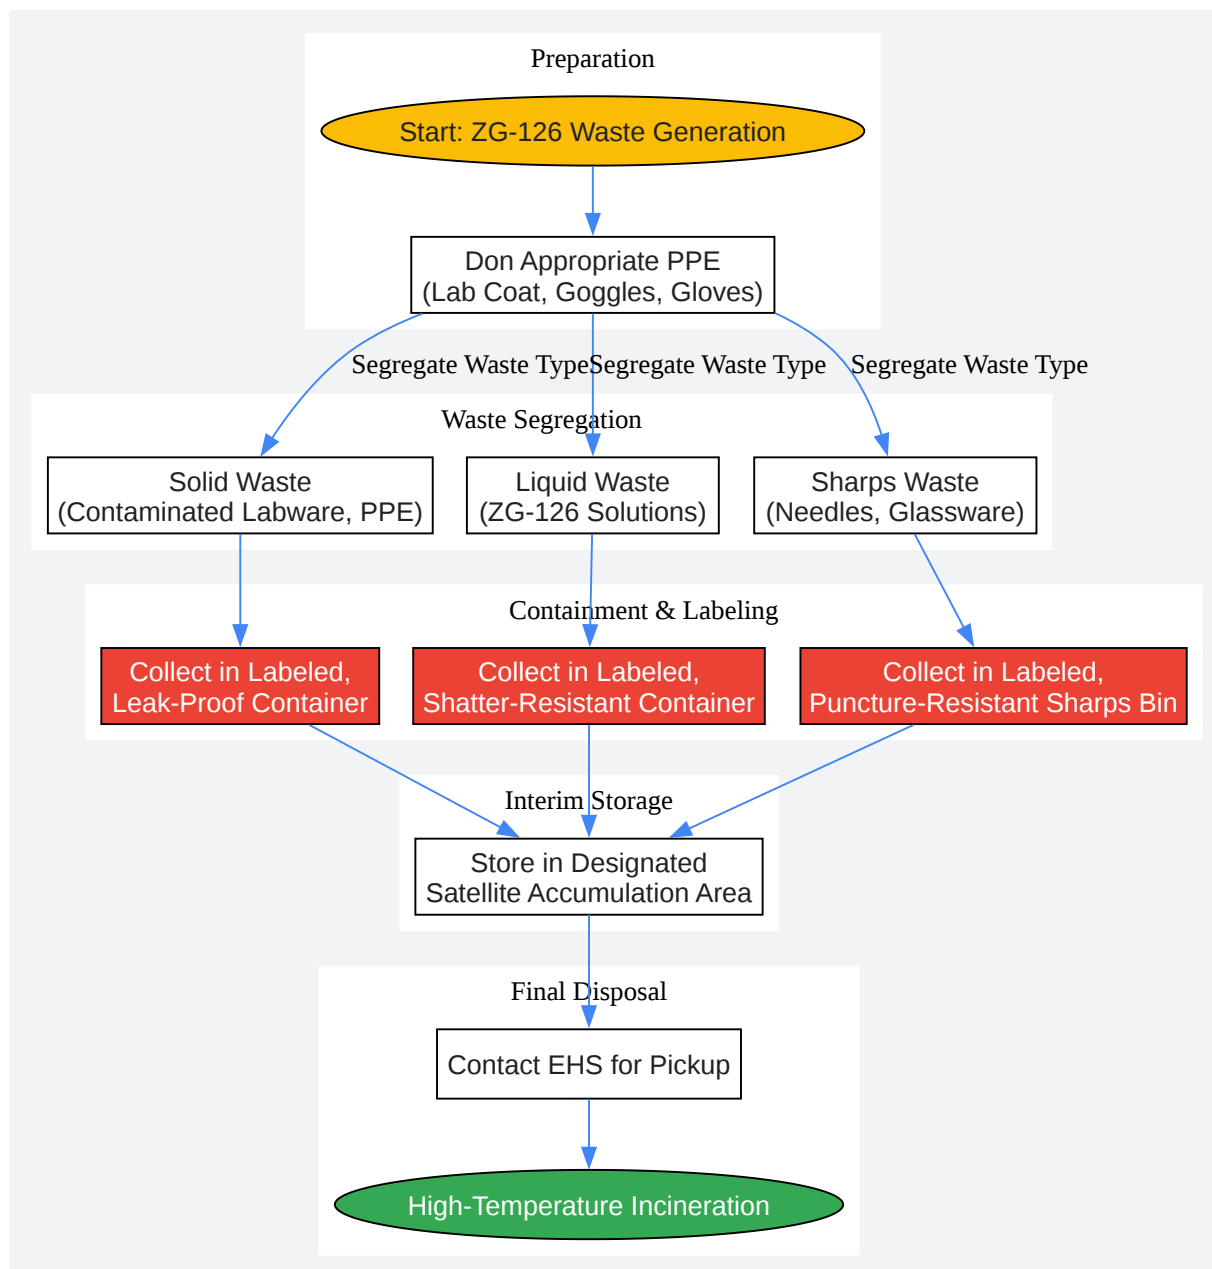 Preparation
Start: ZG-126 Waste Generation
Don Appropriate PPE
(Lab Coat, Goggles, Gloves)
Segregate Waste Type
Segregate Waste Type
Segregate Waste Type
Waste Segregation
Solid Waste
(Contaminated Labware, PPE)
Liquid Waste
(ZG-126 Solutions)
Sharps Waste
(Needles, Glassware)
Containment & Labeling
Collect in Labeled,
Leak-Proof Container
Collect in Labeled,
Shatter-Resistant Container
Collect in Labeled,
Puncture-Resistant Sharps Bin
Interim Storage
Store in Designated
Satellite Accumulation Area
Final Disposal
Contact EHS for Pickup
High-Temperature Incineration